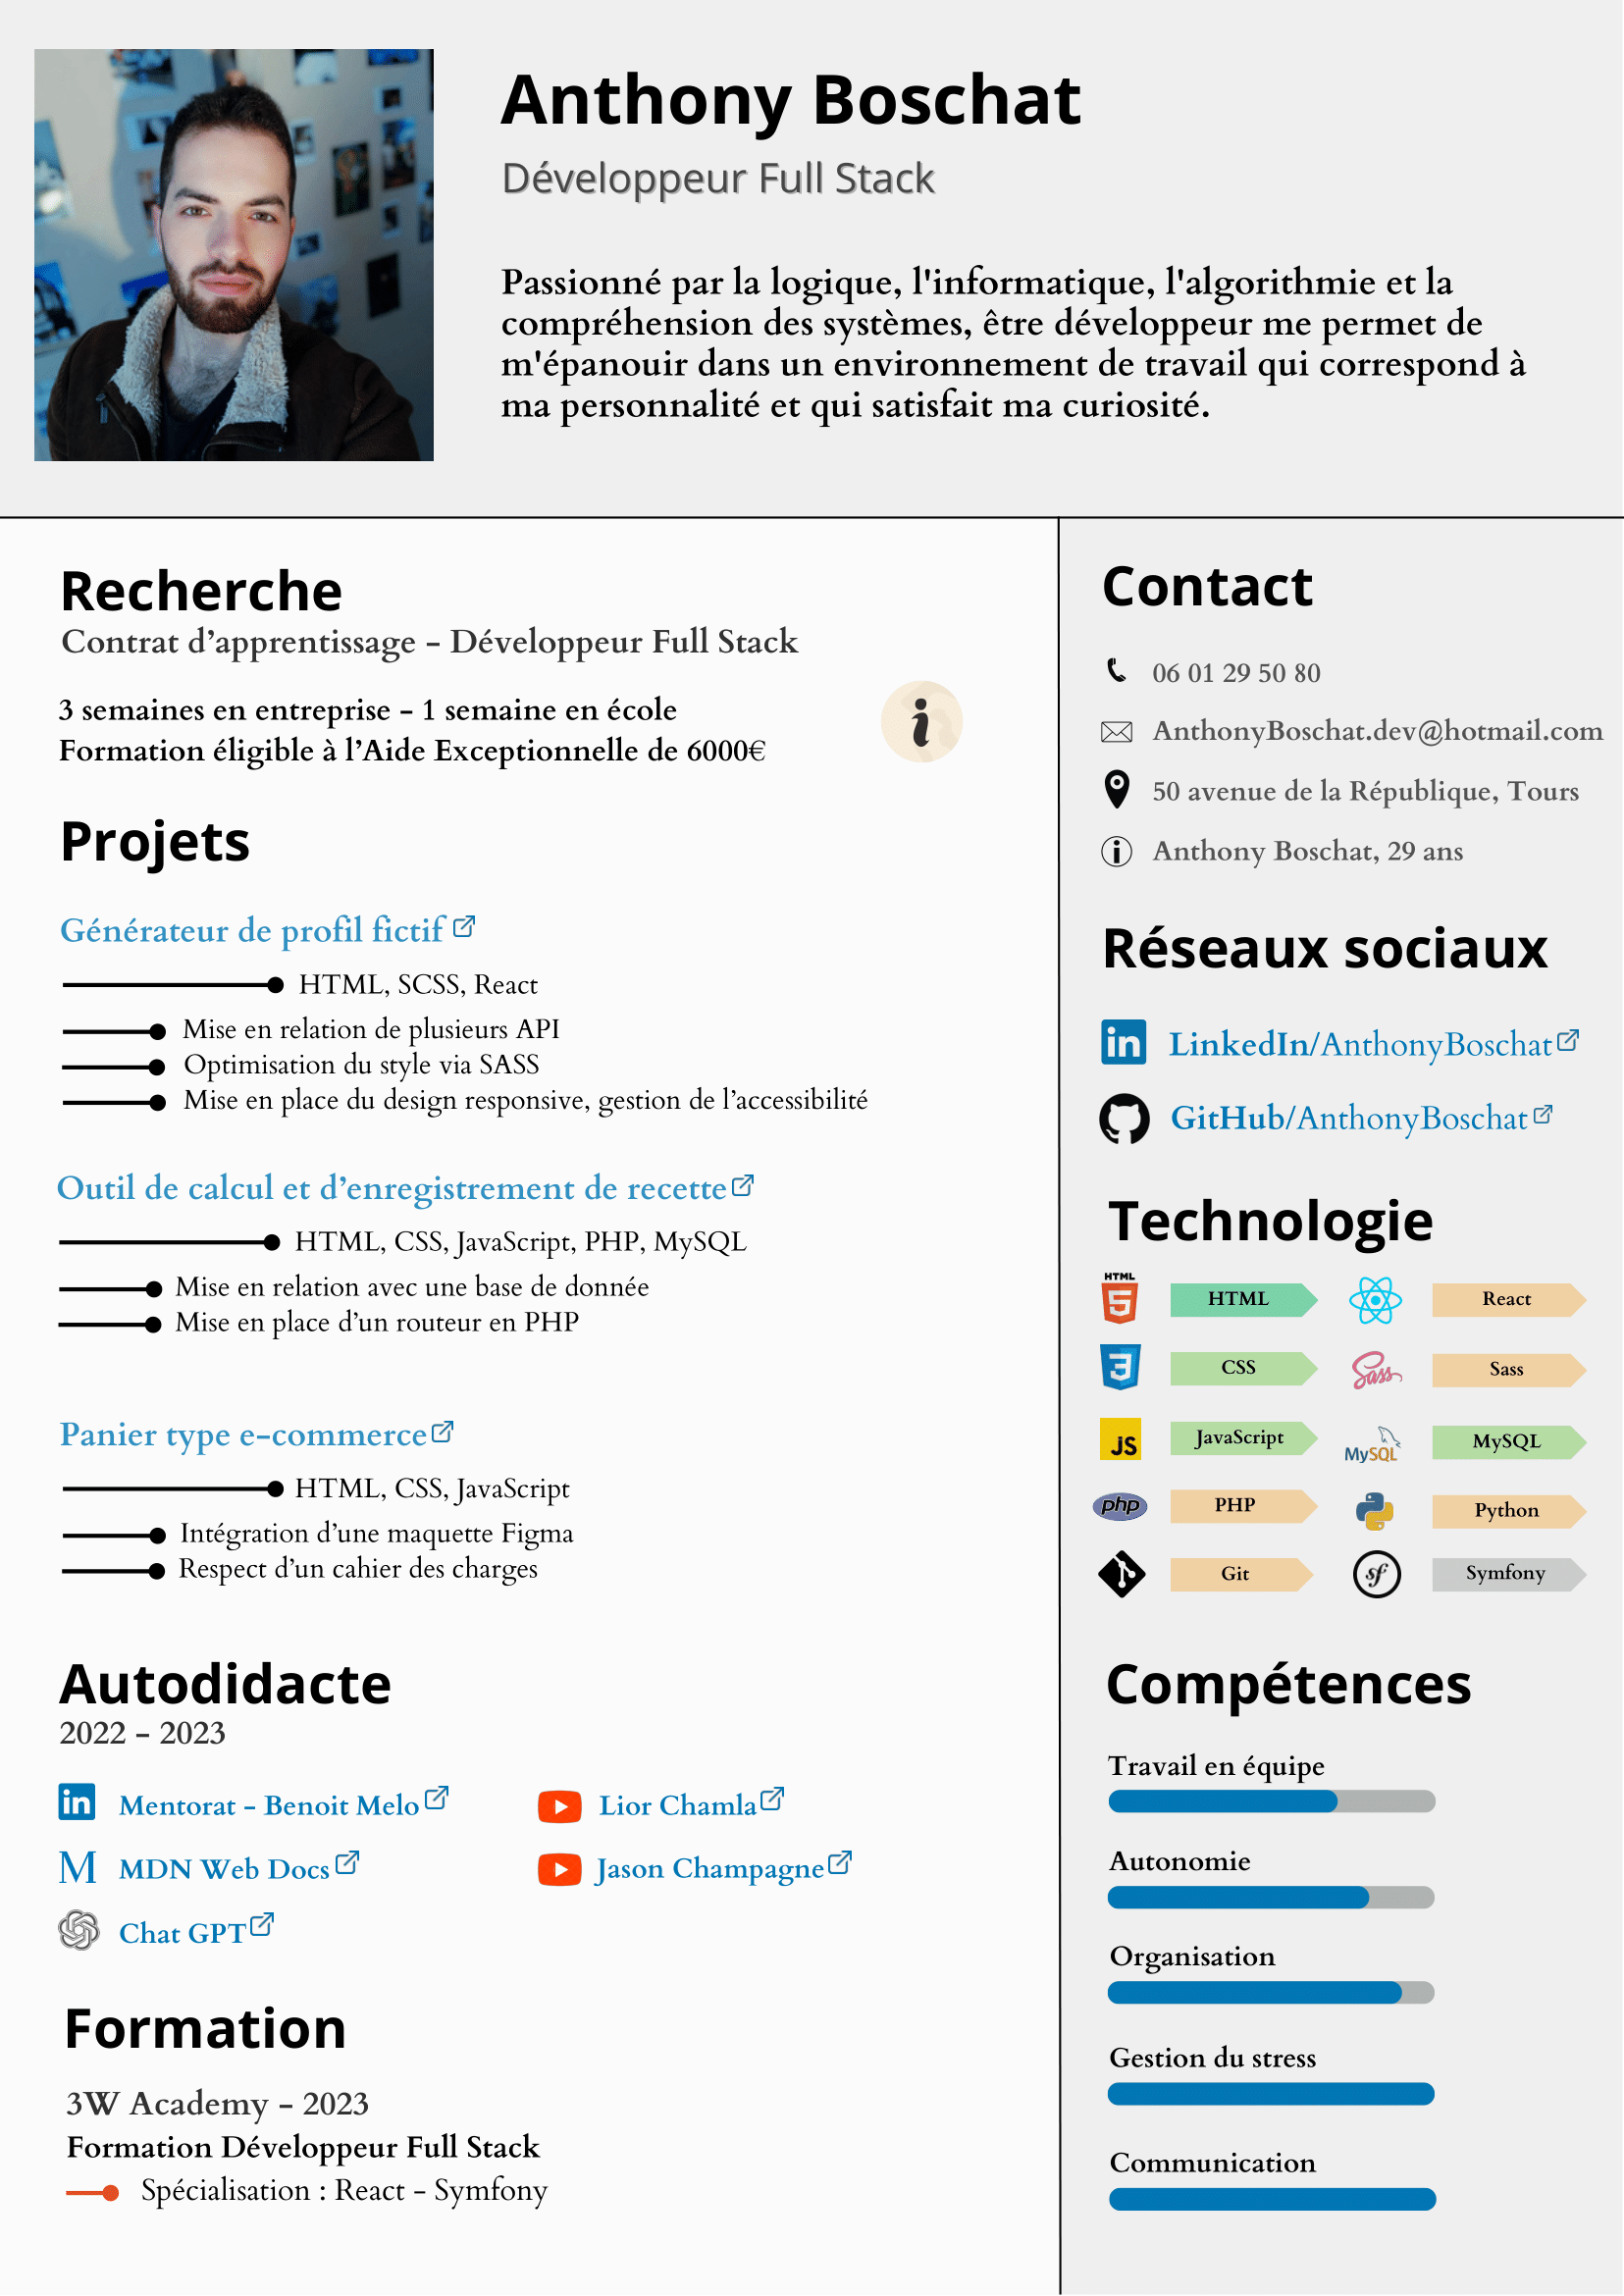 Anthony Boschat
Développeur Full Stack
Passionné par la logique, l'informatique, l'algorithmie et la
compréhension des systèmes, être développeur me permet de
m'épanouir dans un environnement de travail qui correspond à
ma personnalité et qui satisfait ma curiosité.
Recherche
Contrat d’apprentissage - Développeur Full Stack
3 semaines en entreprise - 1 semaine en école
Formation éligible à l’Aide Exceptionnelle de 6000€
i
Projets
Générateur de profil fictif
HTML, SCSS, React
Mise en relation de plusieurs API
Optimisation du style via SASS
Mise en place du design responsive, gestion de l’accessibilité
Outil de calcul et d’enregistrement de recette
HTML, CSS, JavaScript, PHP, MySQL
Mise en relation avec une base de donnée
Mise en place d’un routeur en PHP
Panier type e-commerce
HTML, CSS, JavaScript
Intégration d’une maquette Figma
Respect d’un cahier des charges
Autodidacte
2022 - 2023
in Mentorat - Benoit Melo
Lior Chamla
M MDN Web Docs
Jason Champagne
Chat GPT
Formation
3W Academy - 2023
Formation Développeur Full Stack
Spécialisation : React - Symfony
Contact
06 01 29 50 80
AnthonyBoschat.dev@hotmail.com
50 avenue de la République, Tours
i Anthony Boschat, 29 ans
Réseaux sociaux
in LinkedIn/AnthonyBoschat
GitHub/AnthonyBoschat
Technologie
HTML 5 HTML
React
3 CSS
Sass Sass
JS JavaScript
MySQL MySQL
php PHP
Python
Git
sf Symfony
Compétences
Travail en équipe
Autonomie
Organisation
Gestion du stress
Communication